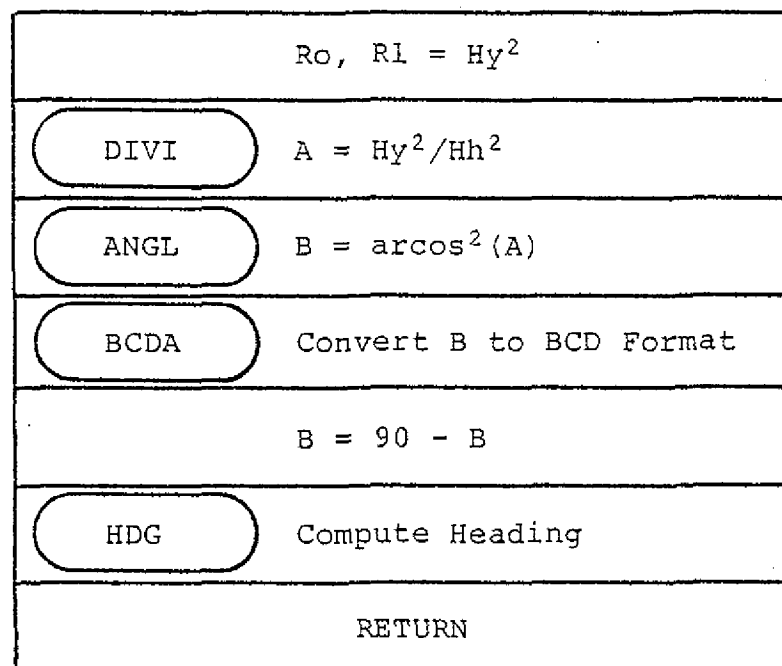 Ro, R1 = Hy²
DIVI A = Hy²/Hh²
ANGL B = arcos²(A)
BCDA Convert B to BCD Format
B = 90 - B
HDG Compute Heading
RETURN